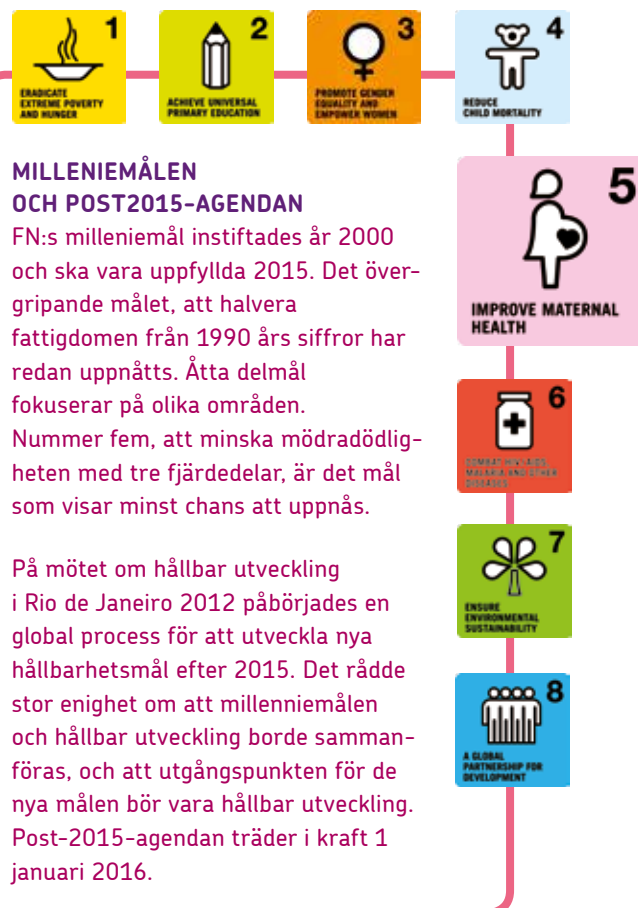 1
ERADICATE
EXTREME POVERTY
AND HUNGER
2
ACHIEVE UNIVERSAL
PRIMARY EDUCATION
3
PROMOTE GENDER
EQUALITY AND
EMPOWER WOMEN
4
REDUCE
CHILD MORTALITY
MILLENIEMÅLEN
OCH POST2015-AGENDAN
FN:s milleniemål instiftades år 2000
och ska vara uppfyllda 2015. Det över-
gripande målet, att halvera
fattigdomen från 1990 års siffror har
redan uppnåtts. Åtta delmål
fokuserar på olika områden.
Nummer fem, att minska mödradödlig-
heten med tre fjärdedelar, är det mål
som visar minst chans att uppnås.
På mötet om hållbar utveckling
i Rio de Janeiro 2012 påbörjades en
global process för att utveckla nya
hållbarhetsmål efter 2015. Det rådde
stor enighet om att millenniemålen
och hållbar utveckling borde samman-
föras, och att utgångspunkten för de
nya målen bör vara hållbar utveckling.
Post-2015-agendan träder i kraft 1
januari 2016.
5
IMPROVE MATERNAL
HEALTH
6
COMBAT HIV/AIDS
MALARIA AND OTHER
DISEASES
7
ENSURE
ENVIRONMENTAL
SUSTAINABILITY
8
A GLOBAL
PARTNERSHIP FOR
DEVELOPMENT